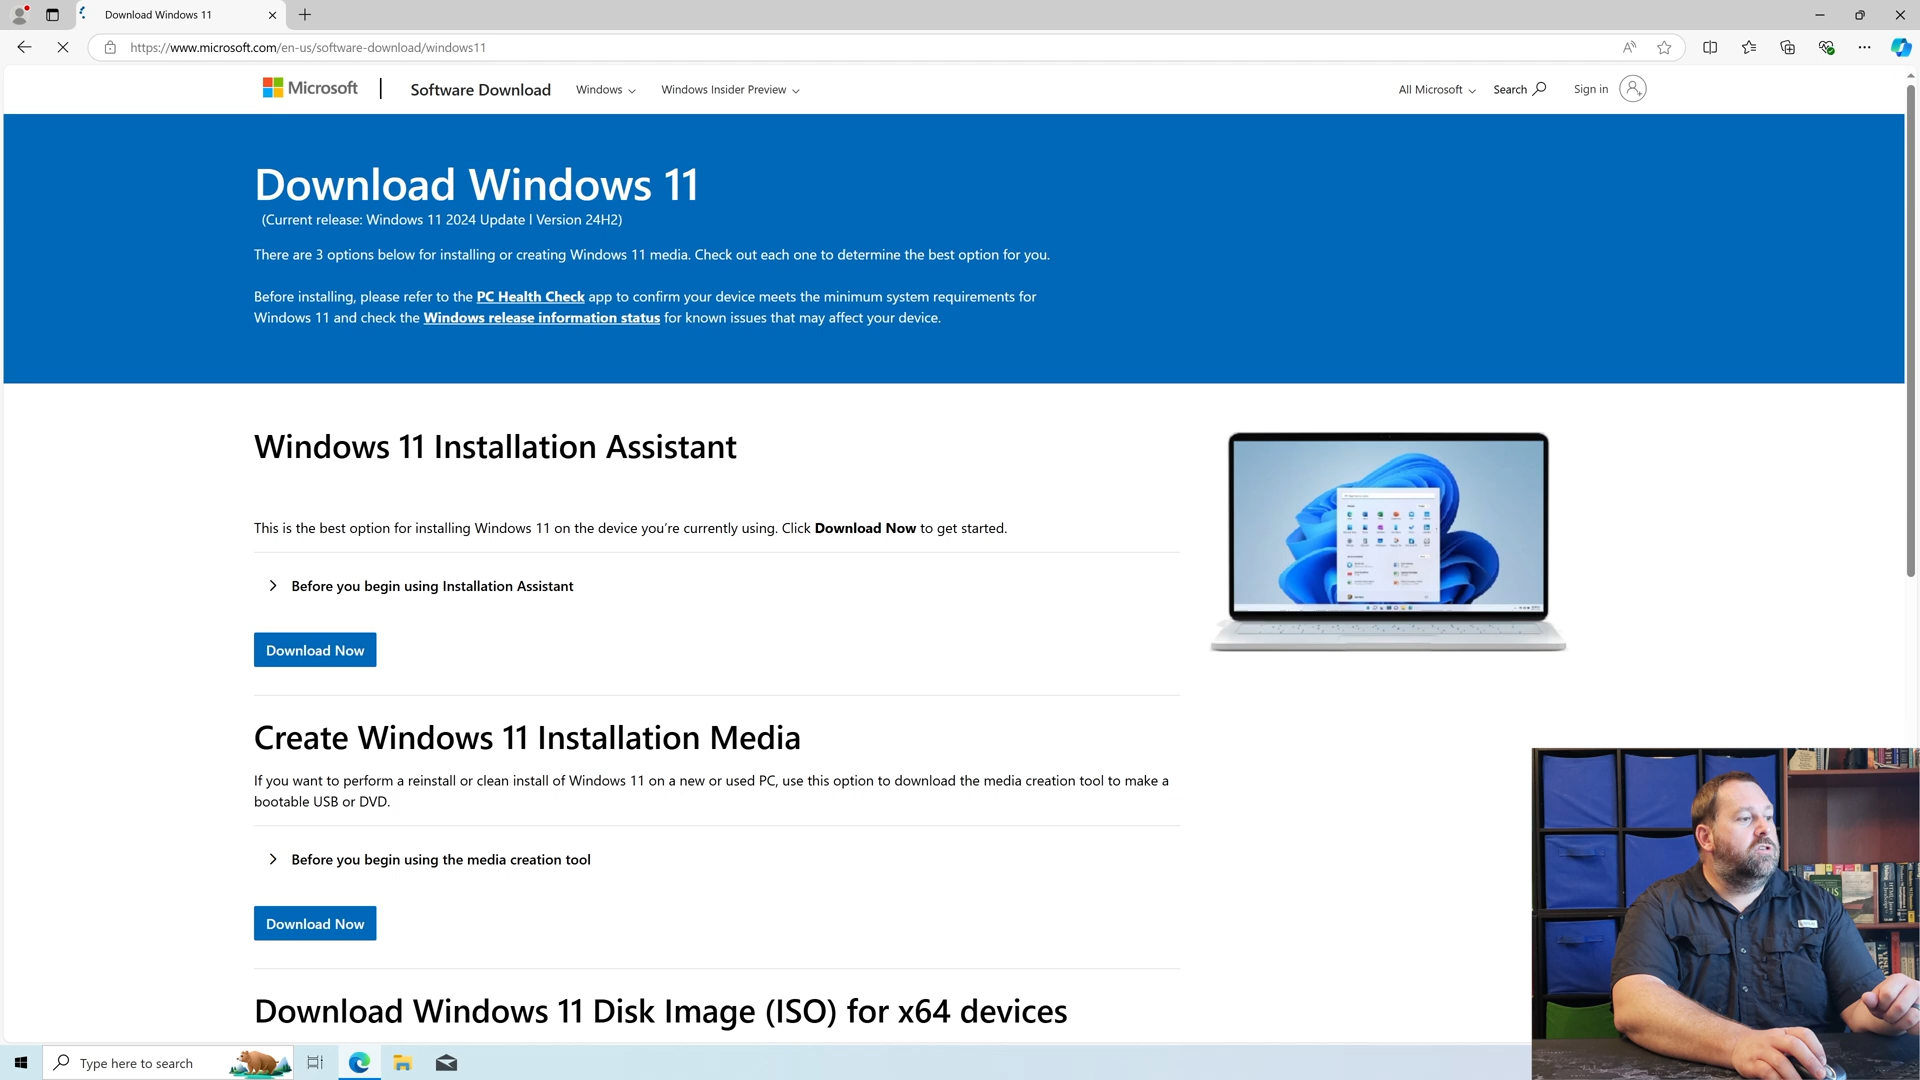 Download Windows 11
https://www.microsoft.com/en-us/software-download/windows11
Microsoft
Software Download
Windows
Windows Insider Preview
All Microsoft
Search
Sign in
Download Windows 11
(Current release: Windows 11 2024 Update l Version 24H2)
There are 3 options below for installing or creating Windows 11 media. Check out each one to determine the best option for you.
Before installing, please refer to the PC Health Check app to confirm your device meets the minimum system requirements for
Windows 11 and check the Windows release information status for known issues that may affect your device.
Windows 11 Installation Assistant
This is the best option for installing Windows 11 on the device you're currently using. Click Download Now to get started.
Before you begin using Installation Assistant
Download Now
Create Windows 11 Installation Media
If you want to perform a reinstall or clean install of Windows 11 on a new or used PC, use this option to download the media creation tool to make a
bootable USB or DVD.
Before you begin using the media creation tool
Download Now
Download Windows 11 Disk Image (ISO) for x64 devices
Type here to search